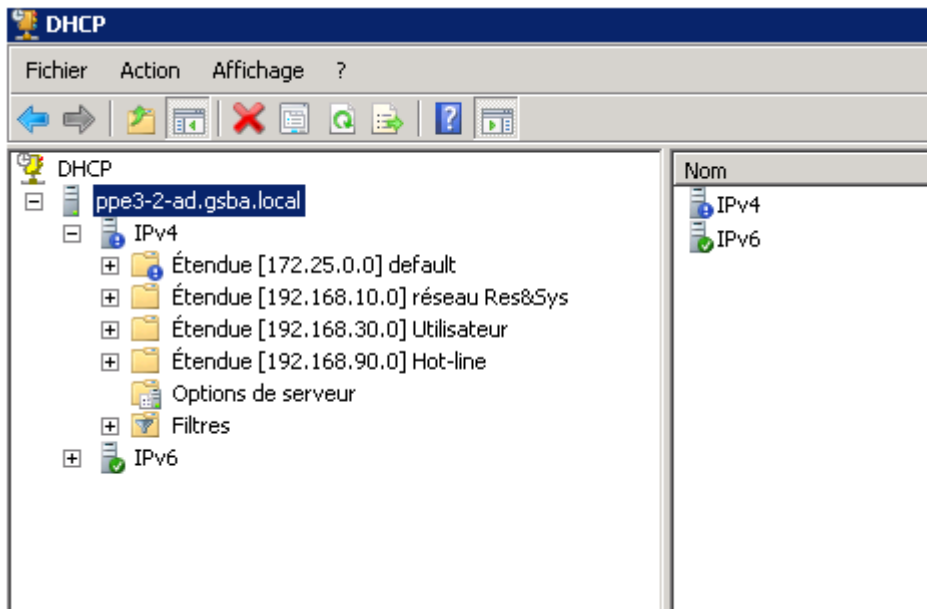 DHCP
Fichier Action Affichage ?
DHCP
ppe3-2-ad.gsba.local
IPv4
Étendue [172.25.0.0] default
Étendue [192.168.10.0] réseau Res&Sys
Étendue [192.168.30.0] Utilisateur
Étendue [192.168.90.0] Hot-line
Options de serveur
Filtres
IPv6
Nom
IPv4
IPv6